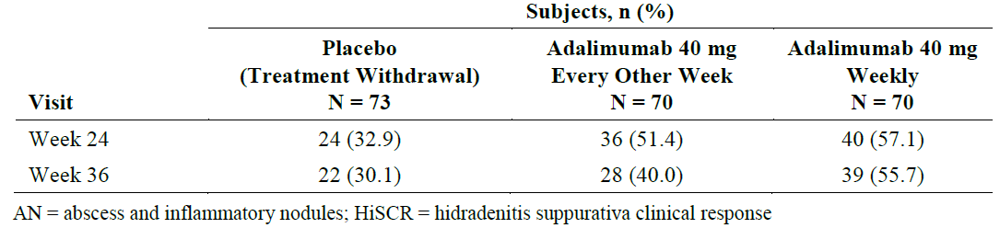 Subjects, n (%)
Placebo Adalimumab 40 mg Adalimumab 40 mg
(Treatment Withdrawal) Every Other Week Weekly
Visit N = 73 N = 70 N = 70
Week 24 24 (32.9) 36 (51.4) 40 (57.1)
Week 36 22 (30.1) 28 (40.0) 39 (55.7)
AN = abscess and inflammatory nodules; HiSCR = hidradenitis suppurativa clinical response